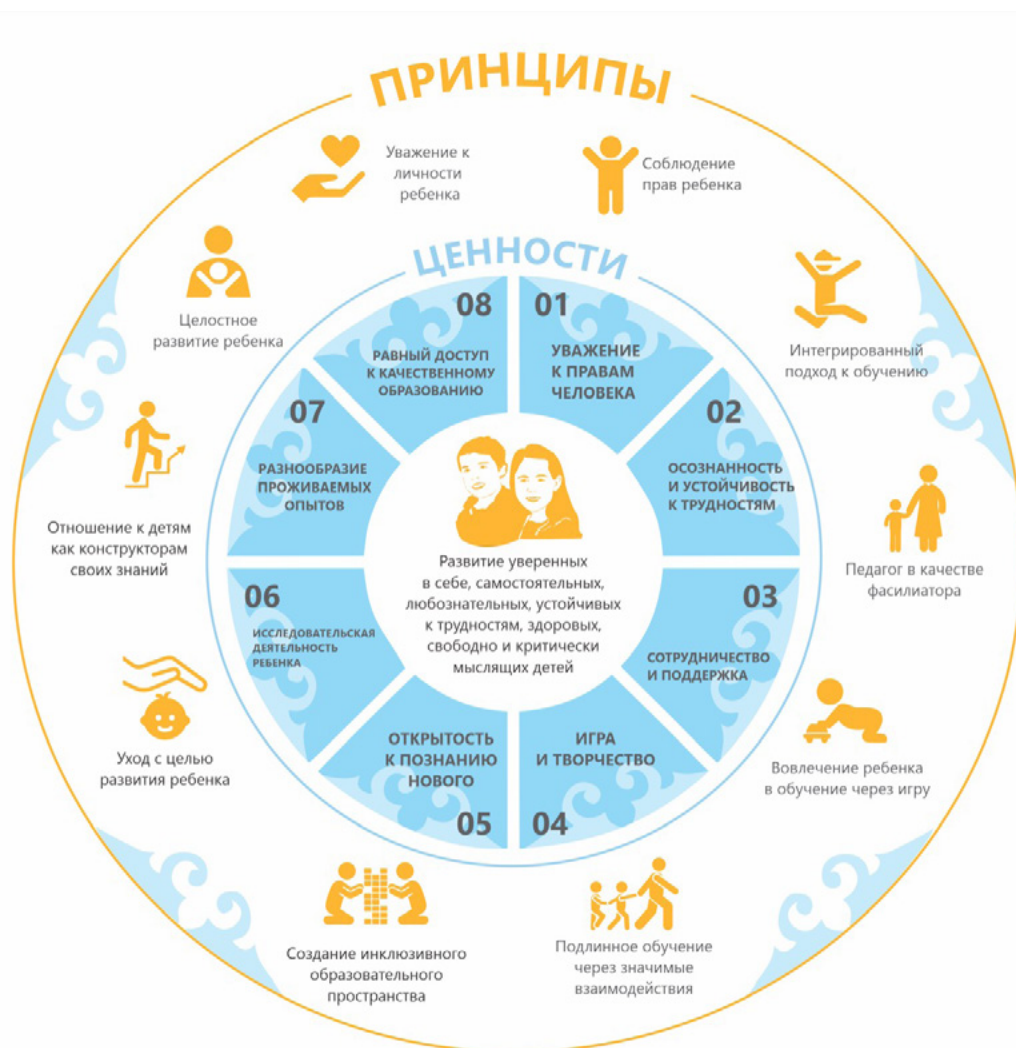 ПРИНЦИПЫ
Уважение к
личности
ребенка
Соблюдение
прав ребенка
Целостное
развитие ребенка
Интегрированный
подход к обучению
Отношение к детям
как конструкторам
своих знаний
Педагог в качестве
фасилиатора
Уход с целью
развития ребенка
Вовлечение ребенка
в обучение через игру
Создание инклюзивного
образовательного
пространства
Подлинное обучение
через значимые
взаимодействия
ЦЕННОСТИ
01
УВАЖЕНИЕ
К ПРАВАМ
ЧЕЛОВЕКА
02
ОСОЗНАННОСТЬ
И УСТОЙЧИВОСТЬ
К ТРУДНОСТЯМ
03
СОТРУДНИЧЕСТВО
И ПОДДЕРЖКА
ИГРА
И ТВОРЧЕСТВО
04
ОТКРЫТОСТЬ
К ПОЗНАНИЮ
НОВОГО
05
06
ИССЛЕДОВАТЕЛЬСКАЯ
ДЕЯТЕЛЬНОСТЬ
РЕБЕНКА
07
РАЗНООБРАЗИЕ
ПРОЖИВАЕМЫХ
ОПЫТОВ
08
РАВНЫЙ ДОСТУП
К КАЧЕСТВЕННОМУ
ОБРАЗОВАНИЮ
Развитие уверенных
в себе, самостоятельных,
любознательных, устойчивых
к трудностям, здоровых,
свободно и критически
мыслящих детей